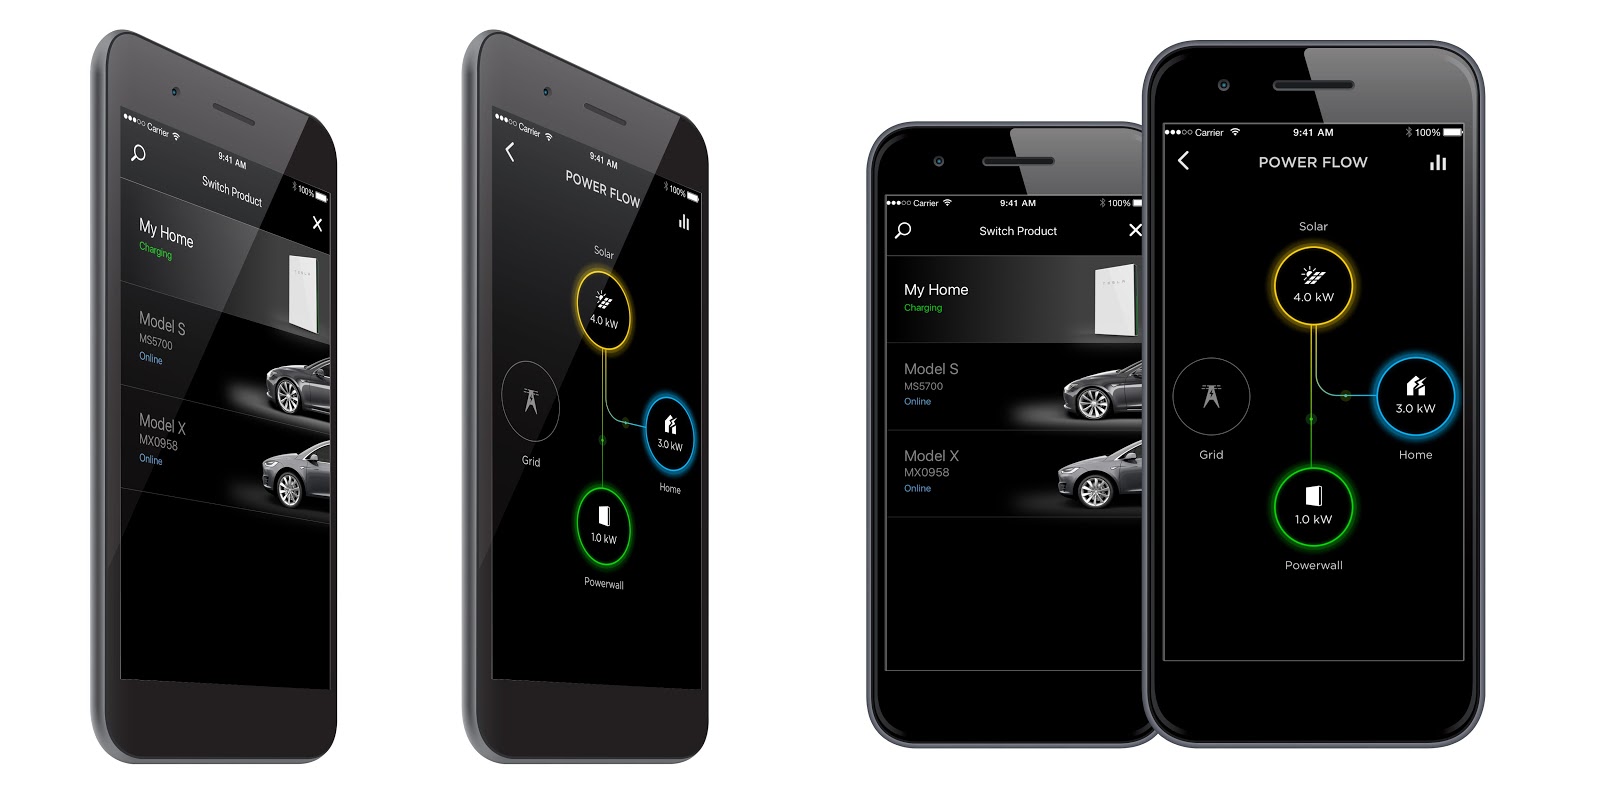 Carrier
9:41 AM
100%
Switch Product
My Home
Charging
Model S
MS5700
Online
Model X
MX0958
Online
Carrier
9:41 AM
100%
POWER FLOW
Solar
4.0 kW
Grid
3.0 kW
Home
1.0 kW
Powerwall
Carrier 9:41 AM 100%
Switch Product
My Home
Charging
TESLA
Model S
MS5700
Online
Model X
MX0958
Online
Carrier 9:41 AM 100%
POWER FLOW
Solar
4.0 kW
3.0 kW
Grid
Home
1.0 kW
Powerwall